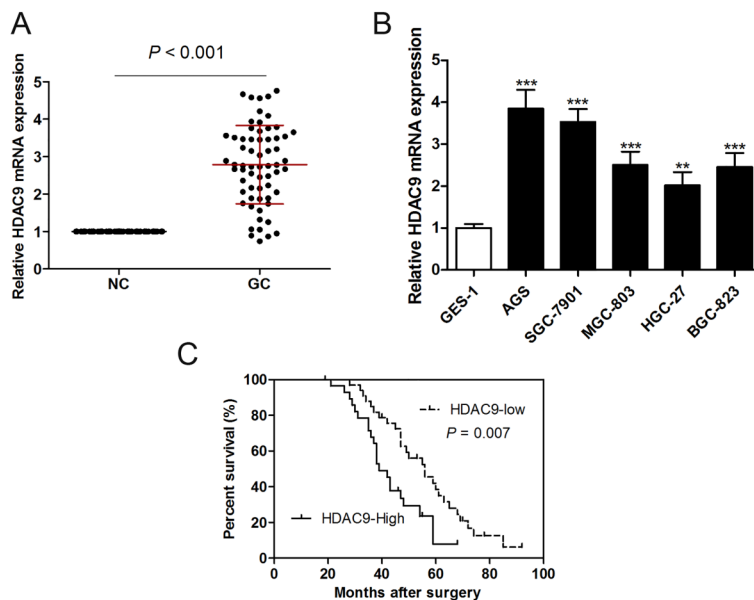 A
P < 0.001
Relative HDAC9 mRNA expression
5
4
3
2
1
0
NC
GC
B
Relative HDAC9 mRNA expression
5
4
3
2
1
0
***
***
***
**
***
GES-1
AGS
SGC-7901
MGC-803
HGC-27
BGC-823
C
Percent survival (%)
100
80
60
40
20
0
HDAC9-low
P = 0.007
HDAC9-High
0
20
40
60
80
100
Months after surgery